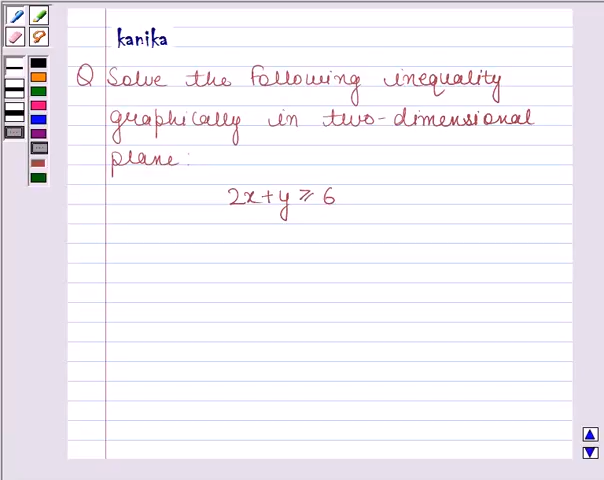 kanika
Q Solve the following inequality
graphically in two-dimensional
plane:
2x+y ≥ 6